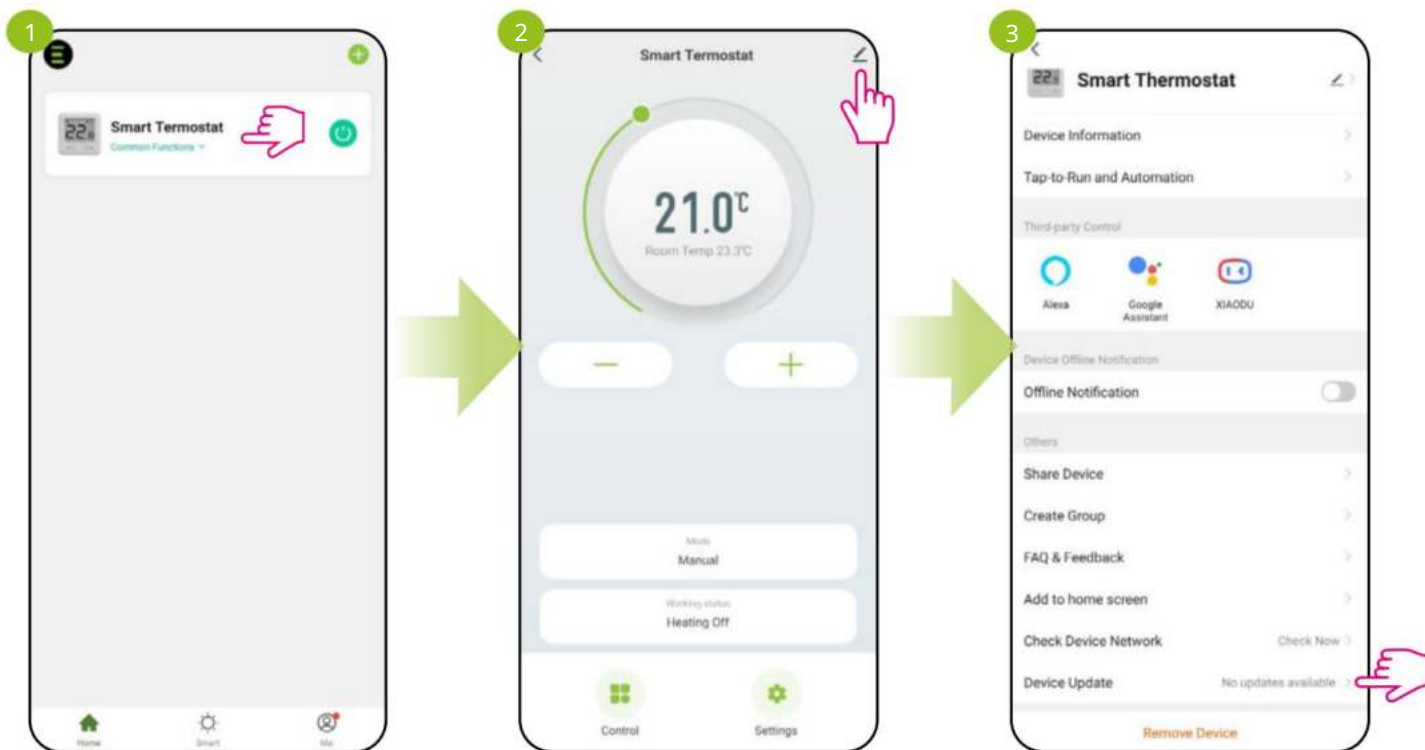 1
Smart Termostat
Common Functions
Home
Smart
Me
2
Smart Termostat
21.0°C
Room Temp 23.3°C
Mode
Manual
Working status
Heating Off
Control
Settings
3
Smart Thermostat
Device Information
Tap-to-Run and Automation
Third-party Control
Alexa
Google
Assistant
XIAODU
Device Offline Notification
Offline Notification
Others
Share Device
Create Group
FAQ & Feedback
Add to home screen
Check Device Network Check Now
Device Update No updates available
Remove Device